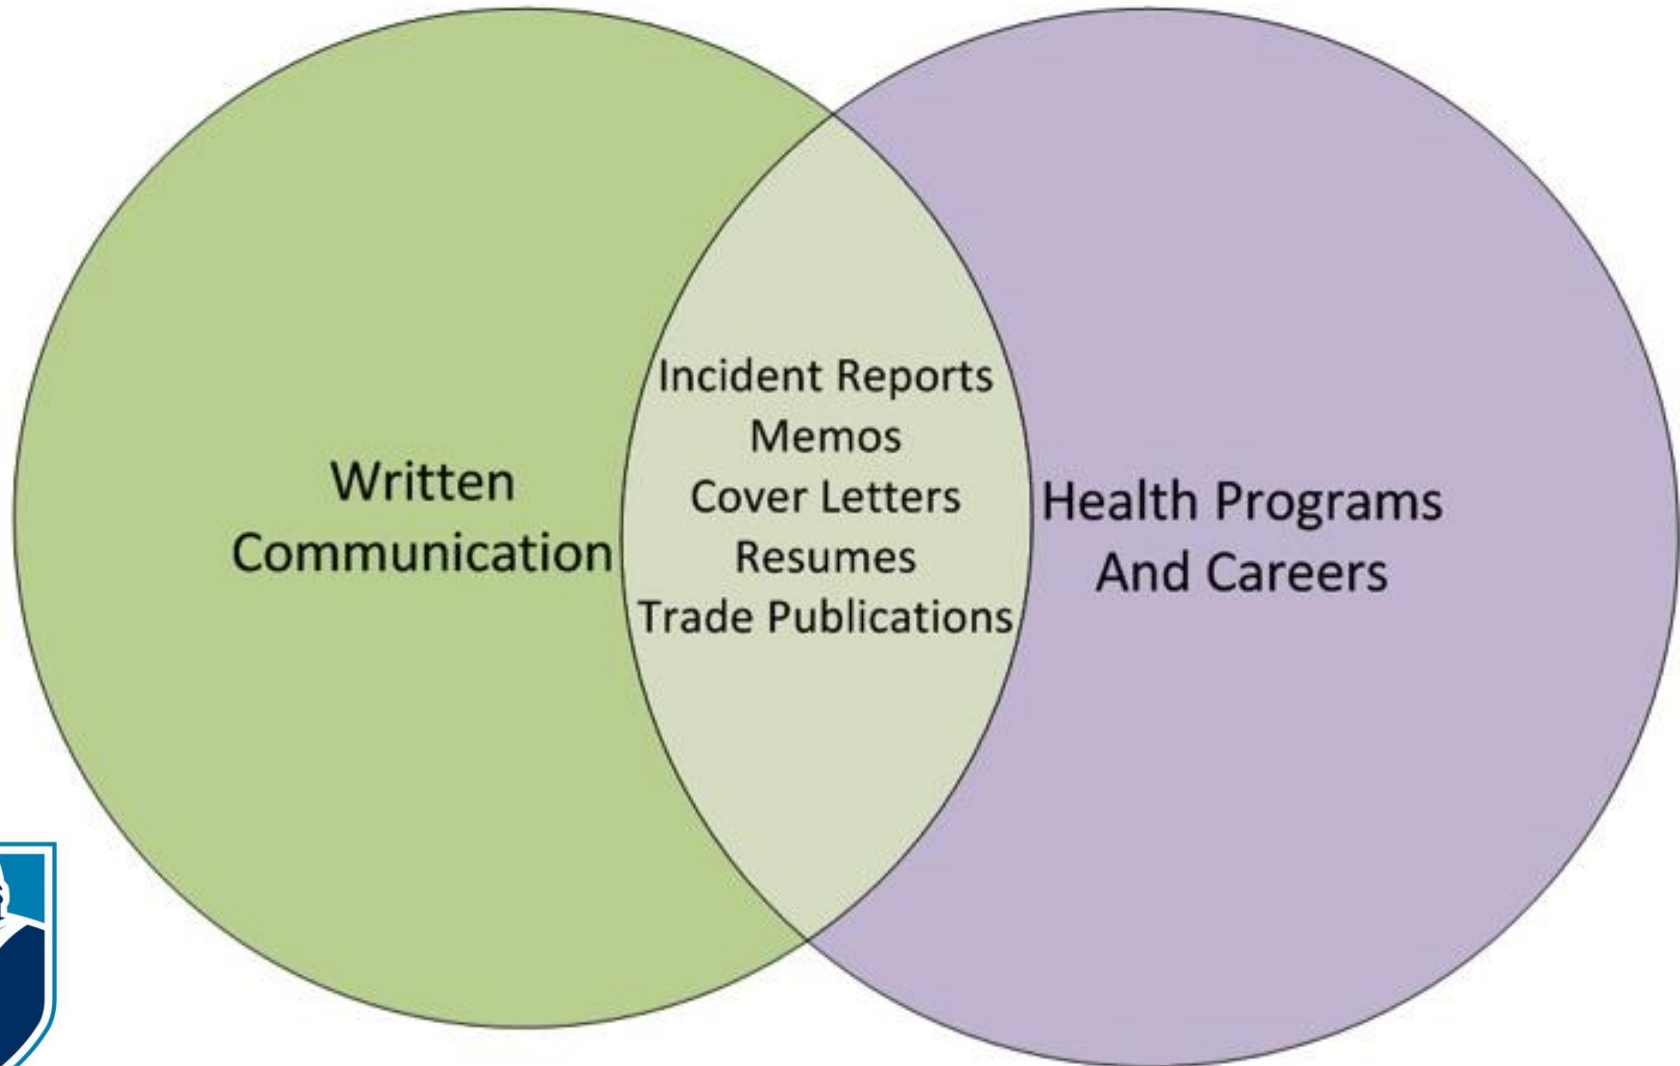 Written
Communication
Incident Reports
Memos
Cover Letters
Resumes
Trade Publications
Health Programs
And Careers